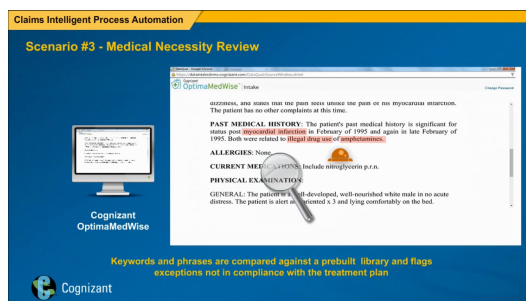 Claims Intelligent Process Automation
Scenario #3 - Medical Necessity Review
https://
Cognizant
OptimaMedWise | Intake
Change Password
dizziness, and states that the pain feels unlike the pain of his myocardial infarction.
The patient has no other complaints at this time.
PAST MEDICAL HISTORY: The patient's past medical history is significant for
status post myocardial infarction in February of 1995 and again in late February of
1995. Both were related to illegal drug use of amphetamines.
ALLERGIES: None
CURRENT MEDICATIONS: Include nitroglycerin p.r.n.
PHYSICAL EXAMINATION:
GENERAL: The patient is well-developed, well-nourished white male in no acute
distress. The patient is alert and oriented x 3 and lying comfortably on the bed.
Cognizant
OptimaMedWise
Keywords and phrases are compared against a prebuilt library and flags
exceptions not in compliance with the treatment plan
Cognizant